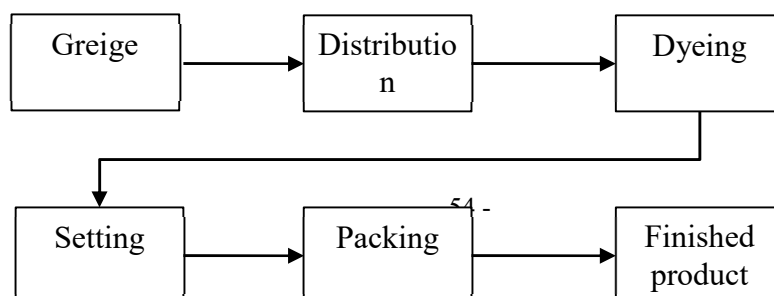 Greige
Distributio
n
Dyeing
54 -
Setting
Packing
Finished
product